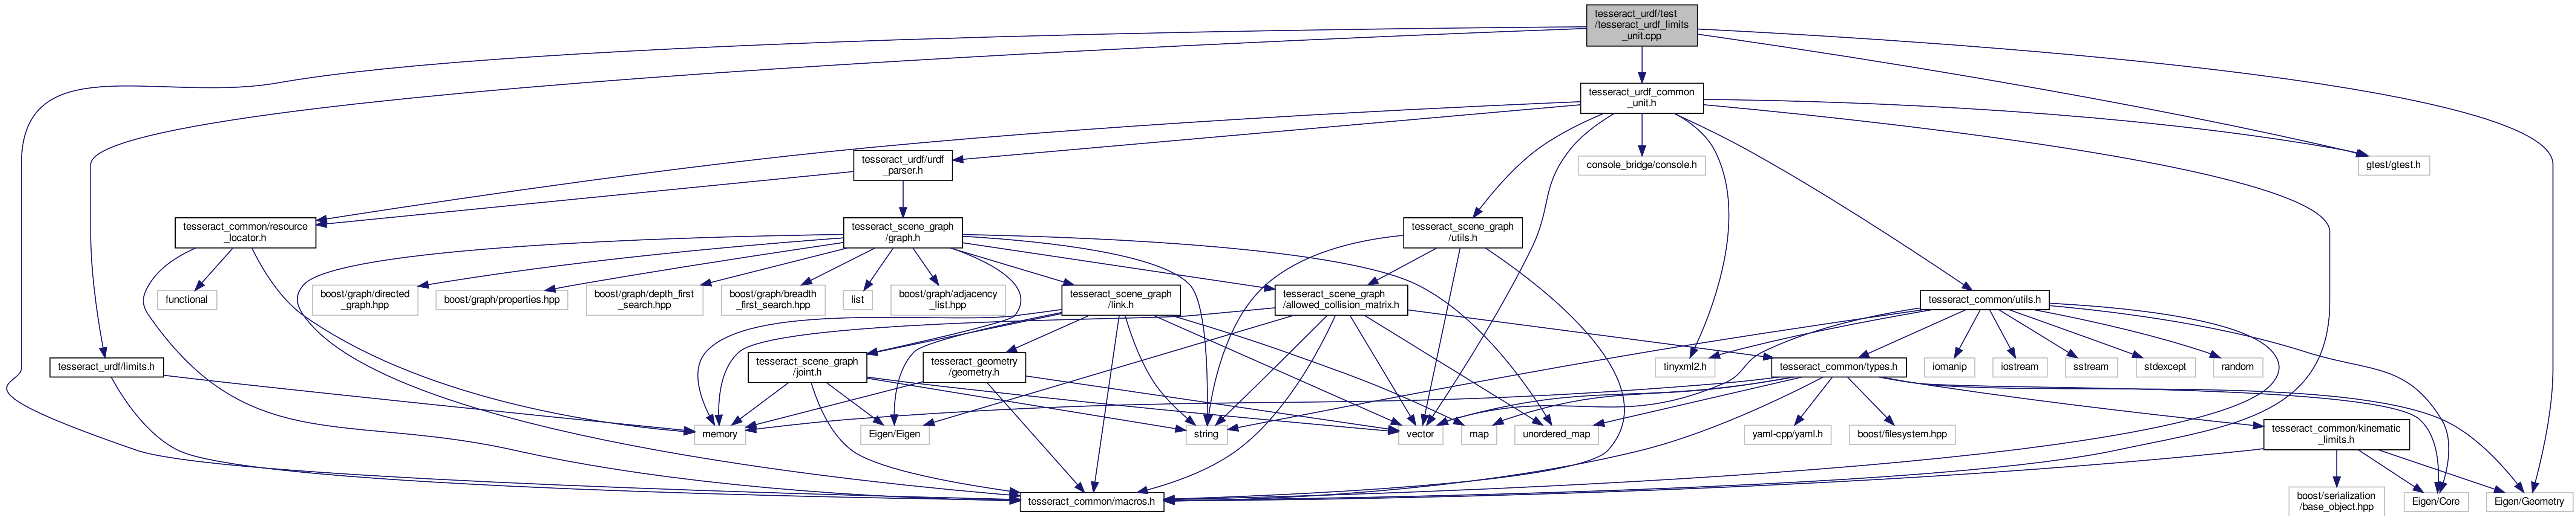 tesseract_urdf/test
/tesseract_urdf_limits
_unit.cpp
tesseract_urdf_common
_unit.h
tesseract_urdf/urdf
_parser.h
console_bridge/console.h
gtest/gtest.h
tesseract_common/resource
_locator.h
tesseract_scene_graph
/graph.h
tesseract_scene_graph
/utils.h
functional
boost/graph/directed
_graph.hpp
boost/graph/properties.hpp
boost/graph/depth_first
_search.hpp
boost/graph/breadth
_first_search.hpp
list
boost/graph/adjacency
_list.hpp
tesseract_scene_graph
/link.h
tesseract_scene_graph
/allowed_collision_matrix.h
tesseract_common/utils.h
tesseract_urdf/limits.h
tesseract_scene_graph
/joint.h
tesseract_geometry
/geometry.h
tinyxml2.h
tesseract_common/types.h
iomanip
iostream
sstream
stdexcept
random
memory
Eigen/Eigen
string
vector
map
unordered_map
yaml-cpp/yaml.h
boost/filesystem.hpp
tesseract_common/kinematic
_limits.h
tesseract_common/macros.h
boost/serialization
/base_object.hpp
Eigen/Core
Eigen/Geometry